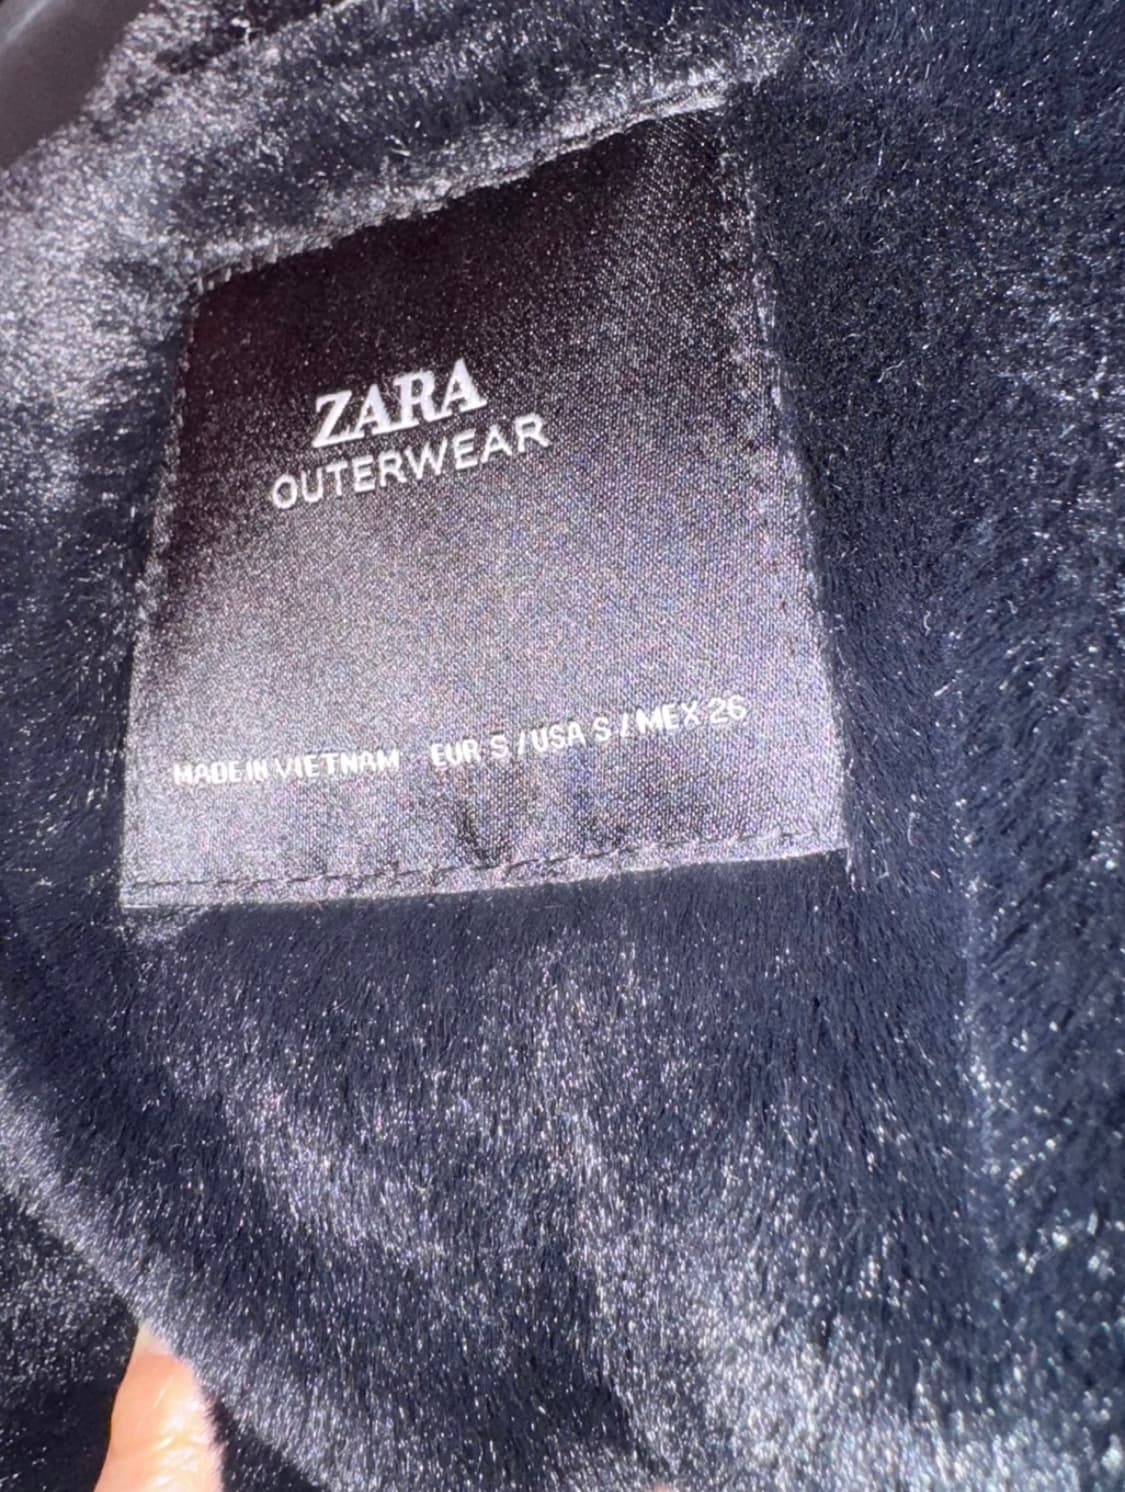 ZARA
OUTERWEAR
MADE IN VIETNAM EUR S / USA S / MEX 26